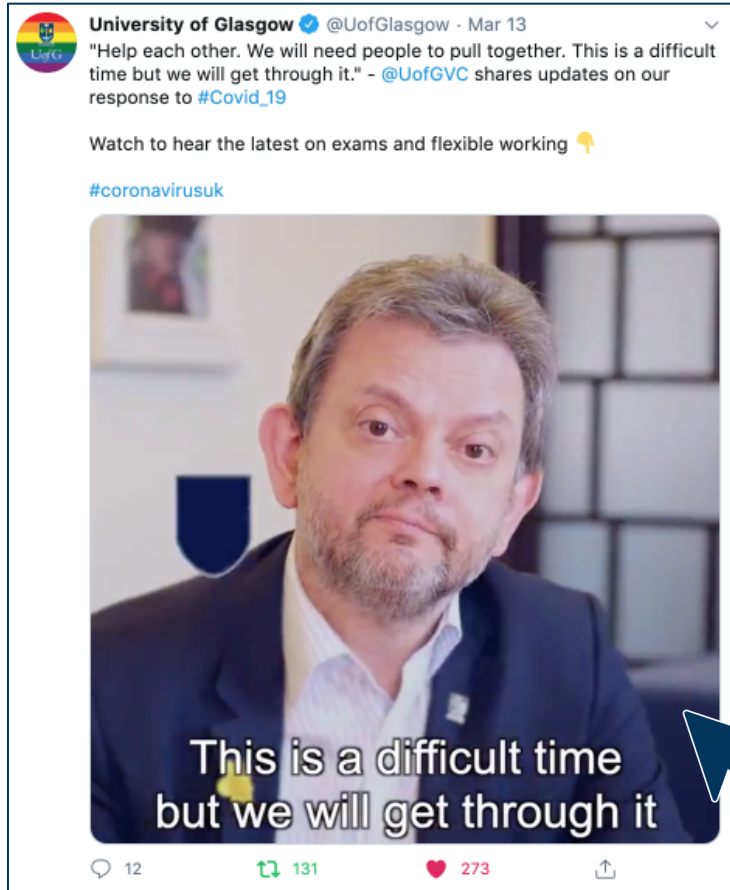 University of Glasgow @UofGlasgow · Mar 13
"Help each other. We will need people to pull together. This is a difficult
time but we will get through it." - @UofGVC shares updates on our
response to #Covid_19
Watch to hear the latest on exams and flexible working 👇
#coronavirusuk
UofG
This is a difficult time
but we will get through it
12 131 273